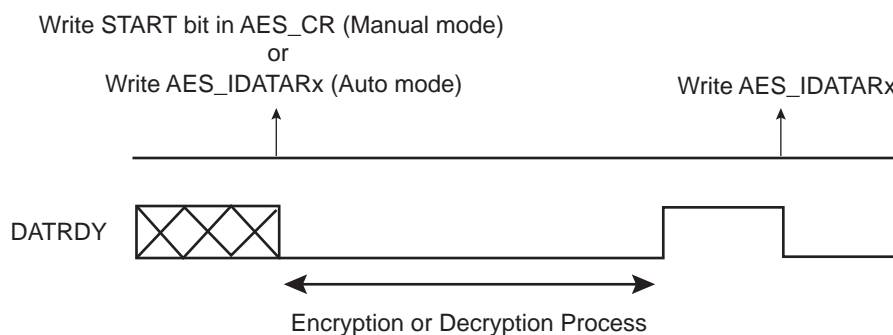 Write START bit in AES_CR (Manual mode)
or
Write AES_IDATARx (Auto mode)
Write AES_IDATARx
DATRDY
Encryption or Decryption Process